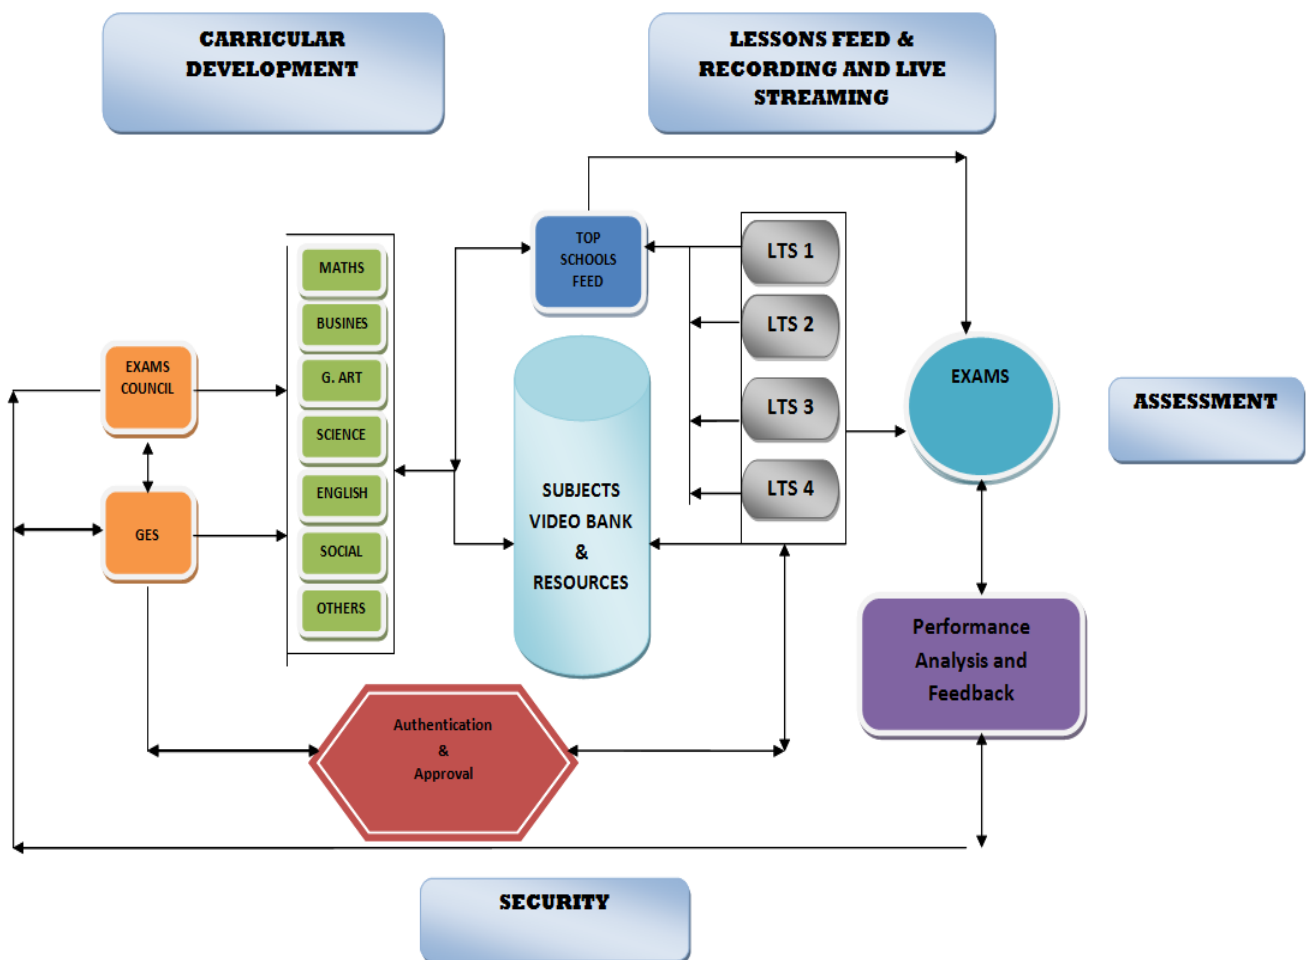 CARRICULAR
DEVELOPMENT
LESSONS FEED &
RECORDING AND LIVE
STREAMING
MATHS
BUSINES
G. ART
SCIENCE
ENGLISH
SOCIAL
OTHERS
EXAMS
COUNCIL
GES
TOP
SCHOOLS
FEED
SUBJECTS
VIDEO BANK
&
RESOURCES
LTS 1
LTS 2
LTS 3
LTS 4
EXAMS
ASSESSMENT
Performance
Analysis and
Feedback
Authentication
&
Approval
SECURITY